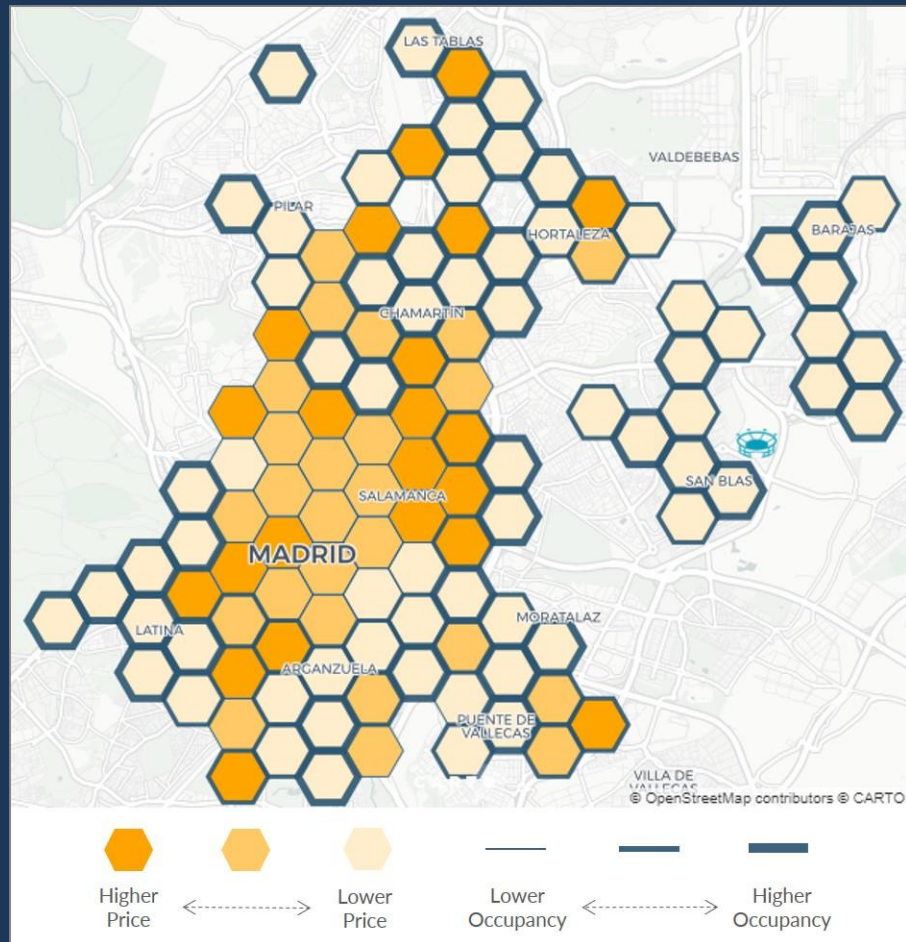 LAS TABLAS
VALDEBEBAS
PILAR
HORTALEZA
BARAJAS
CHAMARTÍN
SALAMANCA
SAN BLAS
MADRID
MORATALAZ
LATINA
ARGANZUELA
PUENTE DE
VALLECAS
VILLA DE
VALLECAS
© OpenStreetMap contributors © CARTO
Higher
Price
Lower
Price
Lower
Occupancy
Higher
Occupancy